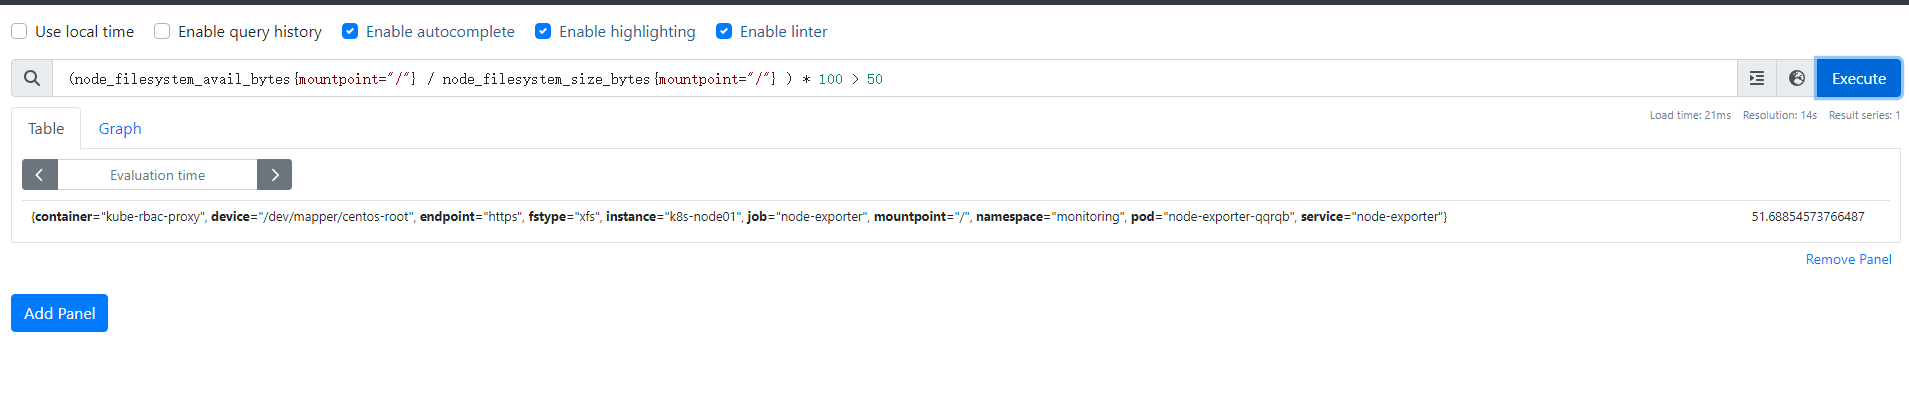 Use local time Enable query history Enable autocomplete Enable highlighting Enable linter
(node_filesystem_avail_bytes{mountpoint="/"} / node_filesystem_size_bytes{mountpoint="/"} ) * 100 > 50 Execute
Table Graph Load time: 21ms Resolution: 14s Result series: 1
Evaluation time
{container="kube-rbac-proxy", device="/dev/mapper/centos-root", endpoint="https", fstype="xfs", instance="k8s-node01", job="node-exporter", mountpoint="/", namespace="monitoring", pod="node-exporter-qqrqb", service="node-exporter"} 51.68854573766487
Remove Panel
Add Panel